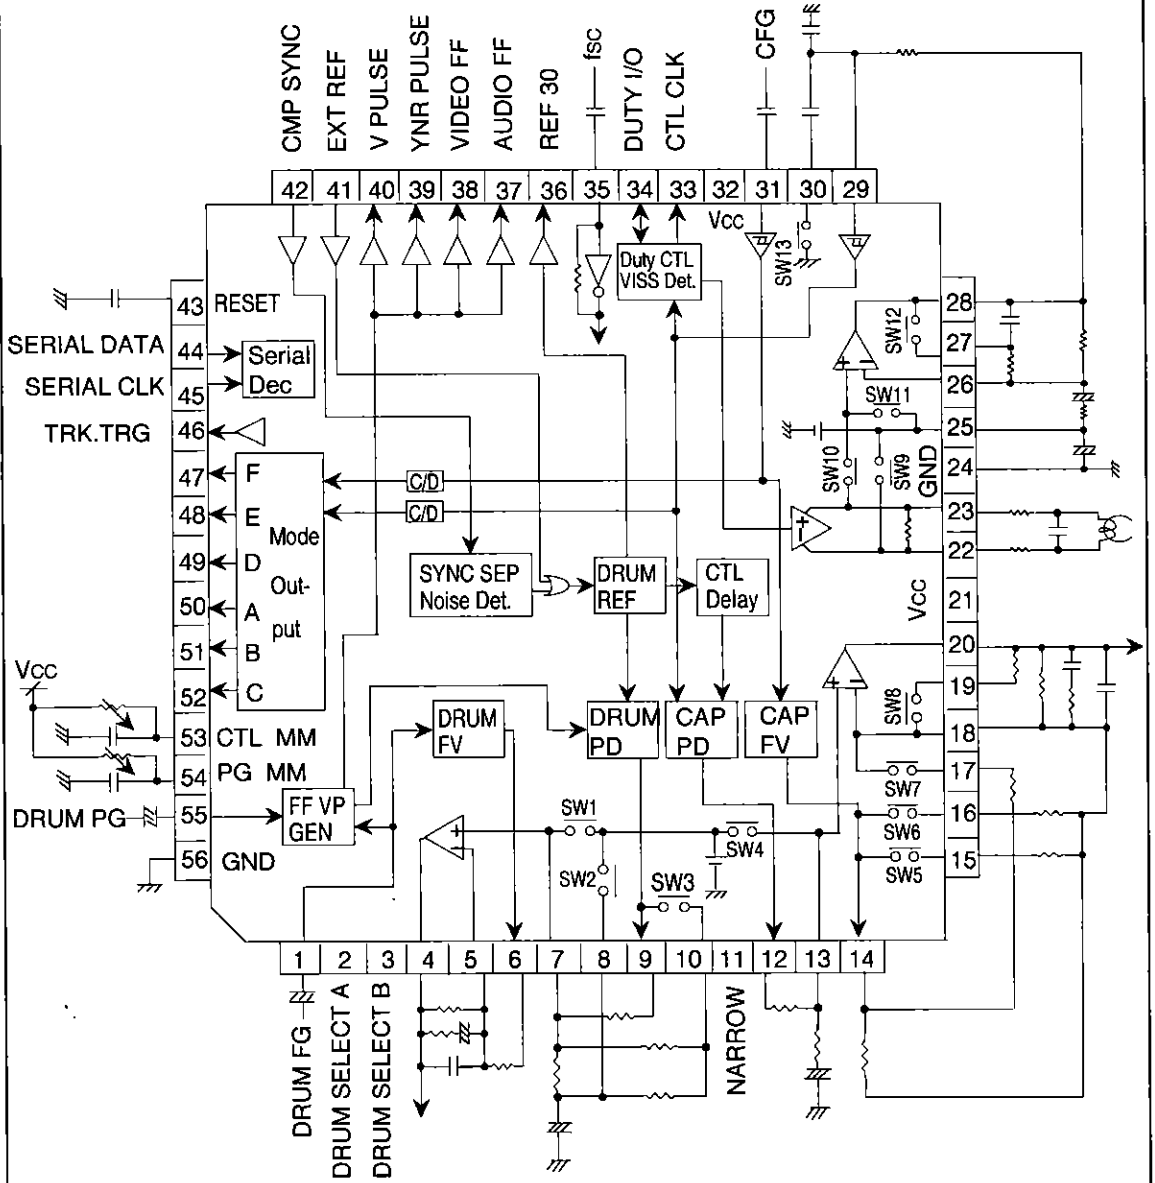 CMP SYNC
EXT REF
V PULSE
YNR PULSE
VIDEO FF
AUDIO FF
REF 30
fsc
DUTY I/O
CTL CLK
CFG
42 41 40 39 38 37 36 35 34 33 32 31 30 29
Vcc
SW13
Duty CTL
VISS Det.
43 RESET
SERIAL DATA 44
SERIAL CLK 45
Serial
Dec
TRK.TRG 46
47 F
48 E
49 D
50 A
51 B
52 C
Mode
Out-
put
C/D
C/D
Vcc
53 CTL MM
54 PG MM
DRUM PG 55
56 GND
FF VP
GEN
SYNC SEP
Noise Det.
DRUM
REF
CTL
Delay
DRUM
FV
DRUM
PD
CAP
PD
CAP
FV
SW1
SW2
SW3
SW4
SW5
SW6
SW7
SW8
SW9
SW10
SW11
SW12
28
27
26
25
GND 24
23
22
Vcc 21
20
19
18
17
16
15
1 2 3 4 5 6 7 8 9 10 11 12 13 14
DRUM FG
DRUM SELECT A
DRUM SELECT B
NARROW